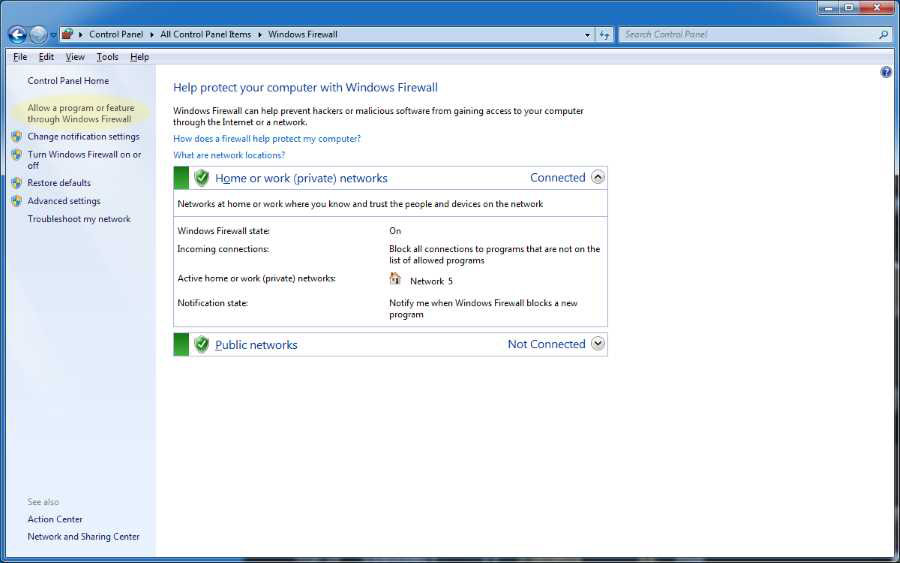 Control Panel ▸ All Control Panel Items ▸ Windows Firewall
Search Control Panel
File Edit View Tools Help
Control Panel Home
Allow a program or feature
through Windows Firewall
Change notification settings
Turn Windows Firewall on or
off
Restore defaults
Advanced settings
Troubleshoot my network
See also
Action Center
Network and Sharing Center
Help protect your computer with Windows Firewall
Windows Firewall can help prevent hackers or malicious software from gaining access to your computer
through the Internet or a network.
How does a firewall help protect my computer?
What are network locations?
Home or work (private) networks Connected
Networks at home or work where you know and trust the people and devices on the network
Windows Firewall state: On
Incoming connections: Block all connections to programs that are not on the
list of allowed programs
Active home or work (private) networks: Network 5
Notification state: Notify me when Windows Firewall blocks a new
program
Public networks Not Connected